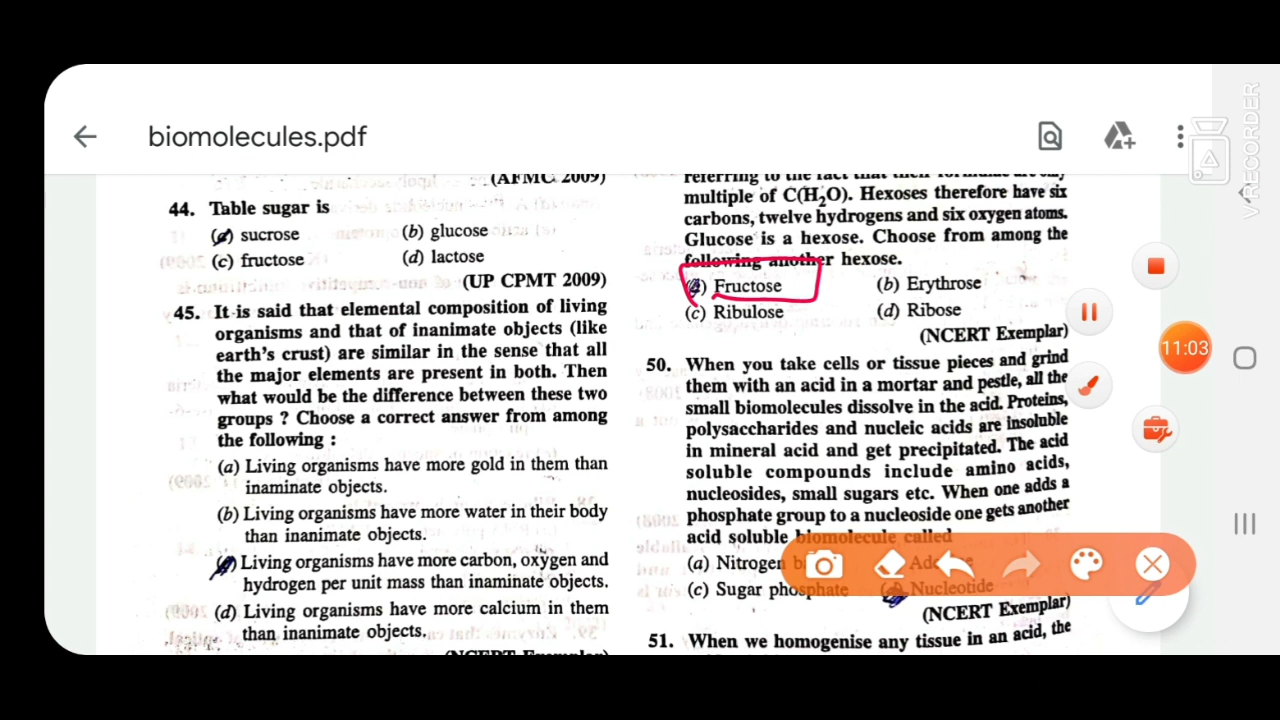 biomolecules.pdf
(AFMC 2009)
44. Table sugar is
(a) sucrose (b) glucose
(c) fructose (d) lactose
(UP CPMT 2009)
45. It is said that elemental composition of living
organisms and that of inanimate objects (like
earth's crust) are similar in the sense that all
the major elements are present in both. Then
what would be the difference between these two
groups ? Choose a correct answer from among
the following :
(a) Living organisms have more gold in them than
inaminate objects.
(b) Living organisms have more water in their body
than inanimate objects.
Living organisms have more carbon, oxygen and
hydrogen per unit mass than inaminate objects.
(d) Living organisms have more calcium in them
than inanimate objects.
referring to the fact that their
multiple of C(H₂O). Hexoses therefore have six
carbons, twelve hydrogens and six oxygen atoms.
Glucose is a hexose. Choose from among the
following another hexose.
(a) Fructose (b) Erythrose
(c) Ribulose (d) Ribose
(NCERT Exemplar)
50. When you take cells or tissue pieces and grind
them with an acid in a mortar and pestle, all the
small biomolecules dissolve in the acid. Proteins,
polysaccharides and nucleic acids are insoluble
in mineral acid and get precipitated. The acid
soluble compounds include amino acids,
nucleosides, small sugars etc. When one adds a
phosphate group to a nucleoside one gets another
acid soluble biomolecule called
(a) Nitrogen
(c) Sugar phosphate Nucleotide
(NCERT Exemplar)
51. When we homogenise any tissue in an acid, the
11:03
VRECORDER